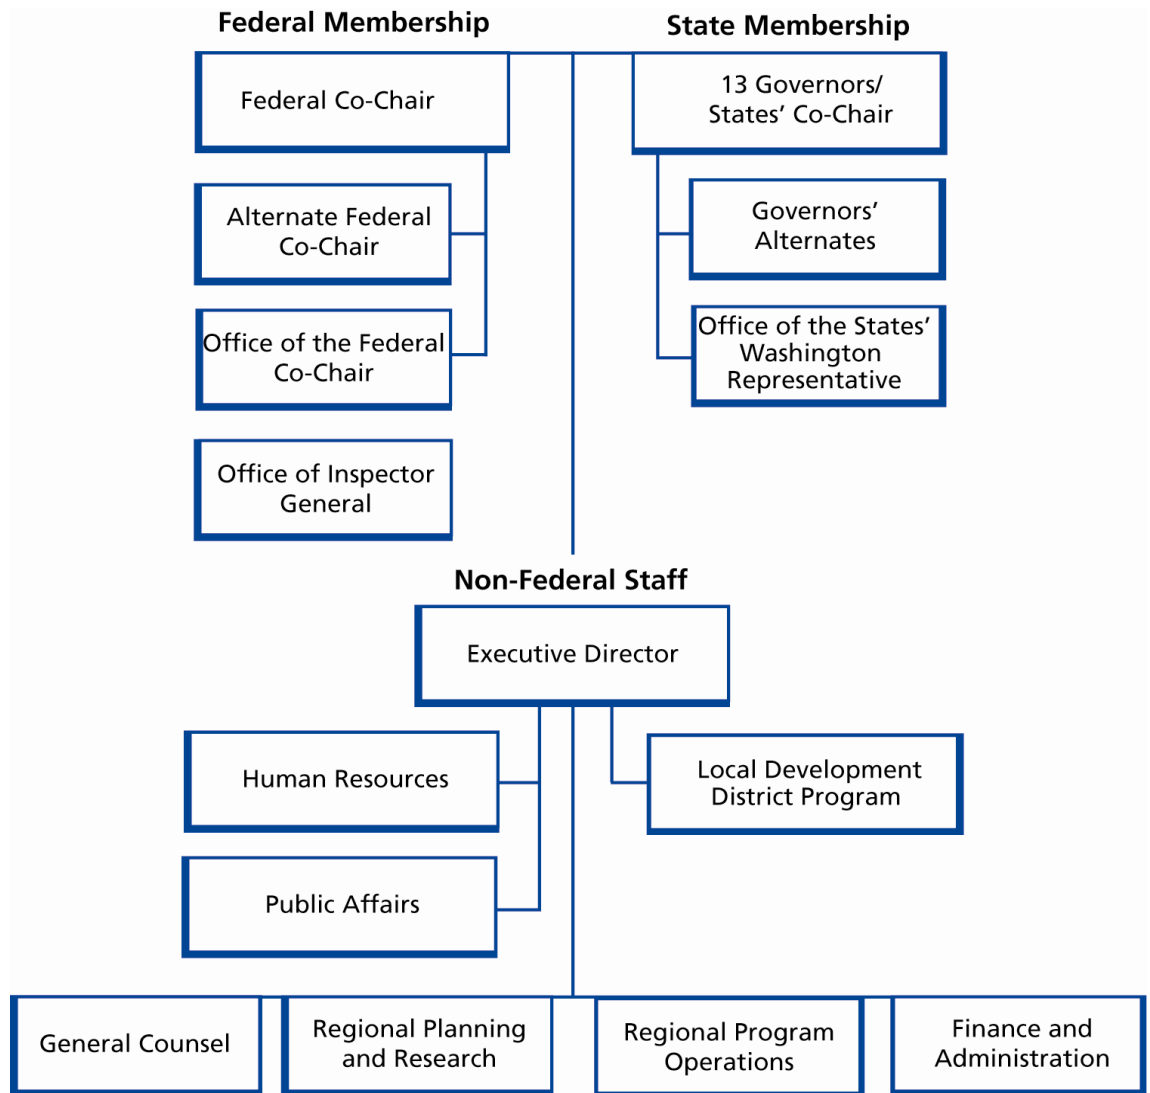 Federal Membership
State Membership
Federal Co-Chair
13 Governors/
States’ Co-Chair
Alternate Federal
Co-Chair
Governors’
Alternates
Office of the Federal
Co-Chair
Office of the States’
Washington
Representative
Office of Inspector
General
Non-Federal Staff
Executive Director
Human Resources
Local Development
District Program
Public Affairs
General Counsel
Regional Planning
and Research
Regional Program
Operations
Finance and
Administration